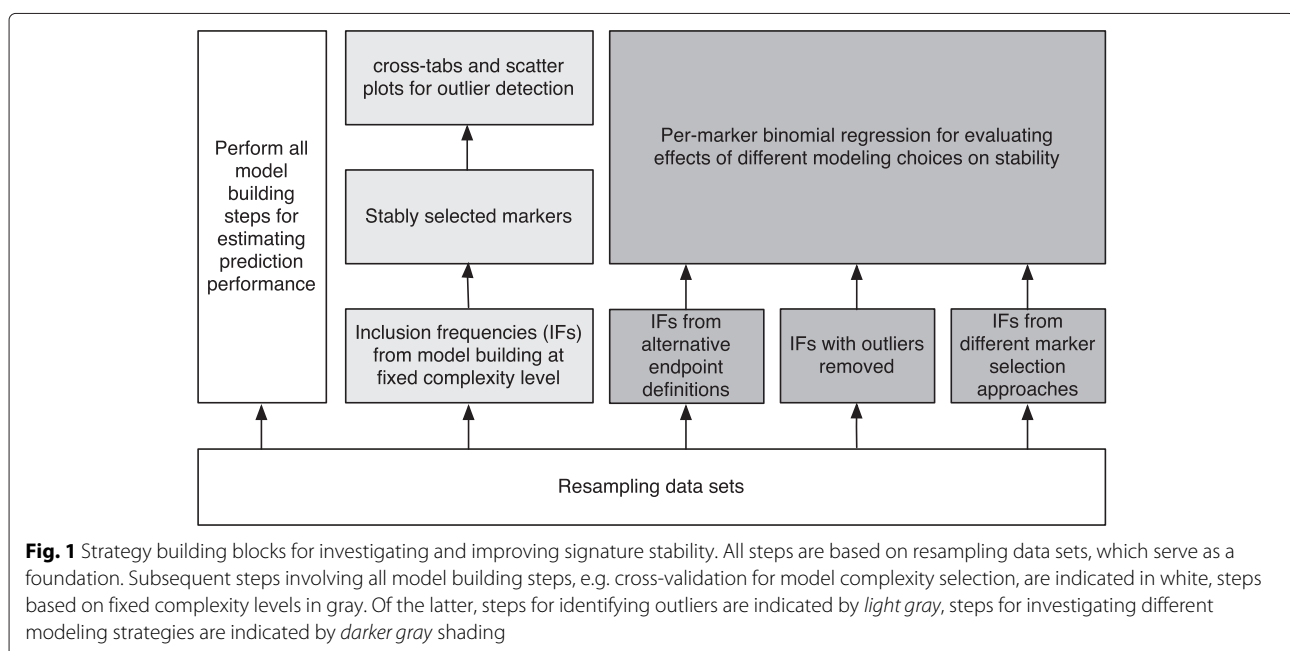 Perform all
model
building
steps for
estimating
prediction
performance
cross-tabs and scatter
plots for outlier detection
Stably selected markers
Inclusion frequencies (IFs)
from model building at
fixed complexity level
Per-marker binomial regression for evaluating
effects of different modeling choices on stability
IFs from
alternative
endpoint
definitions
IFs with outliers
removed
IFs from
different marker
selection
approaches
Resampling data sets
Fig. 1 Strategy building blocks for investigating and improving signature stability. All steps are based on resampling data sets, which serve as a
foundation. Subsequent steps involving all model building steps, e.g. cross-validation for model complexity selection, are indicated in white, steps
based on fixed complexity levels in gray. Of the latter, steps for identifying outliers are indicated by light gray, steps for investigating different
modeling strategies are indicated by darker gray shading